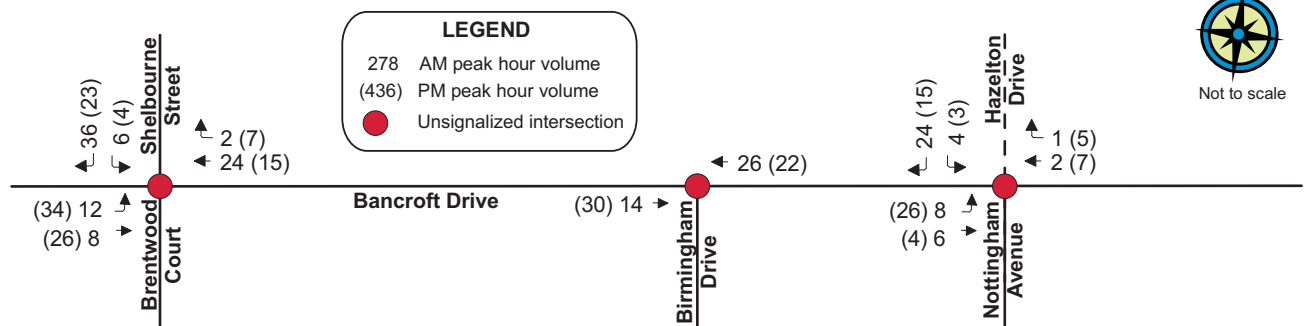 LEGEND
278 AM peak hour volume
(436) PM peak hour volume
Unsignalized intersection
Not to scale
Shelbourne
Street
36 (23)
6 (4)
2 (7)
24 (15)
(34) 12
(26) 8
Brentwood
Court
Bancroft Drive
26 (22)
(30) 14
Birmingham
Drive
Hazelton
Drive
24 (15)
4 (3)
1 (5)
2 (7)
(26) 8
(4) 6
Nottingham
Avenue